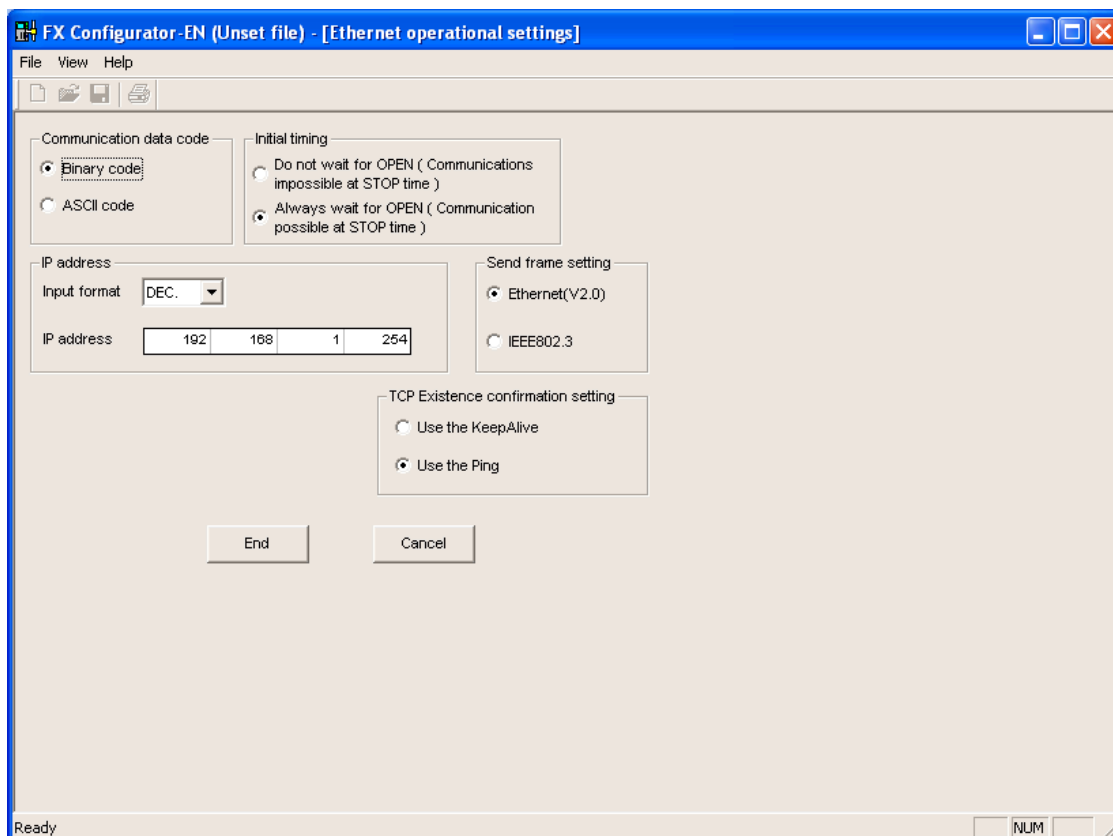 FX Configurator-EN (Unset file) - [Ethernet operational settings]
File View Help
Communication data code
Binary code
ASCII code
Initial timing
Do not wait for OPEN ( Communications
impossible at STOP time )
Always wait for OPEN ( Communication
possible at STOP time )
IP address
Input format DEC.
IP address 192 168 1 254
Send frame setting
Ethernet(V2.0)
IEEE802.3
TCP Existence confirmation setting
Use the KeepAlive
Use the Ping
End Cancel
Ready NUM